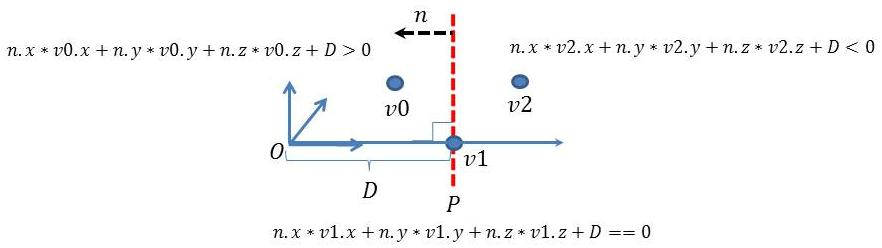 n
n.x * v0.x + n.y * v0.y + n.z * v0.z + D > 0
n.x * v2.x + n.y * v2.y + n.z * v2.z + D < 0
v0
v2
O
v1
D
P
n.x * v1.x + n.y * v1.y + n.z * v1.z + D == 0